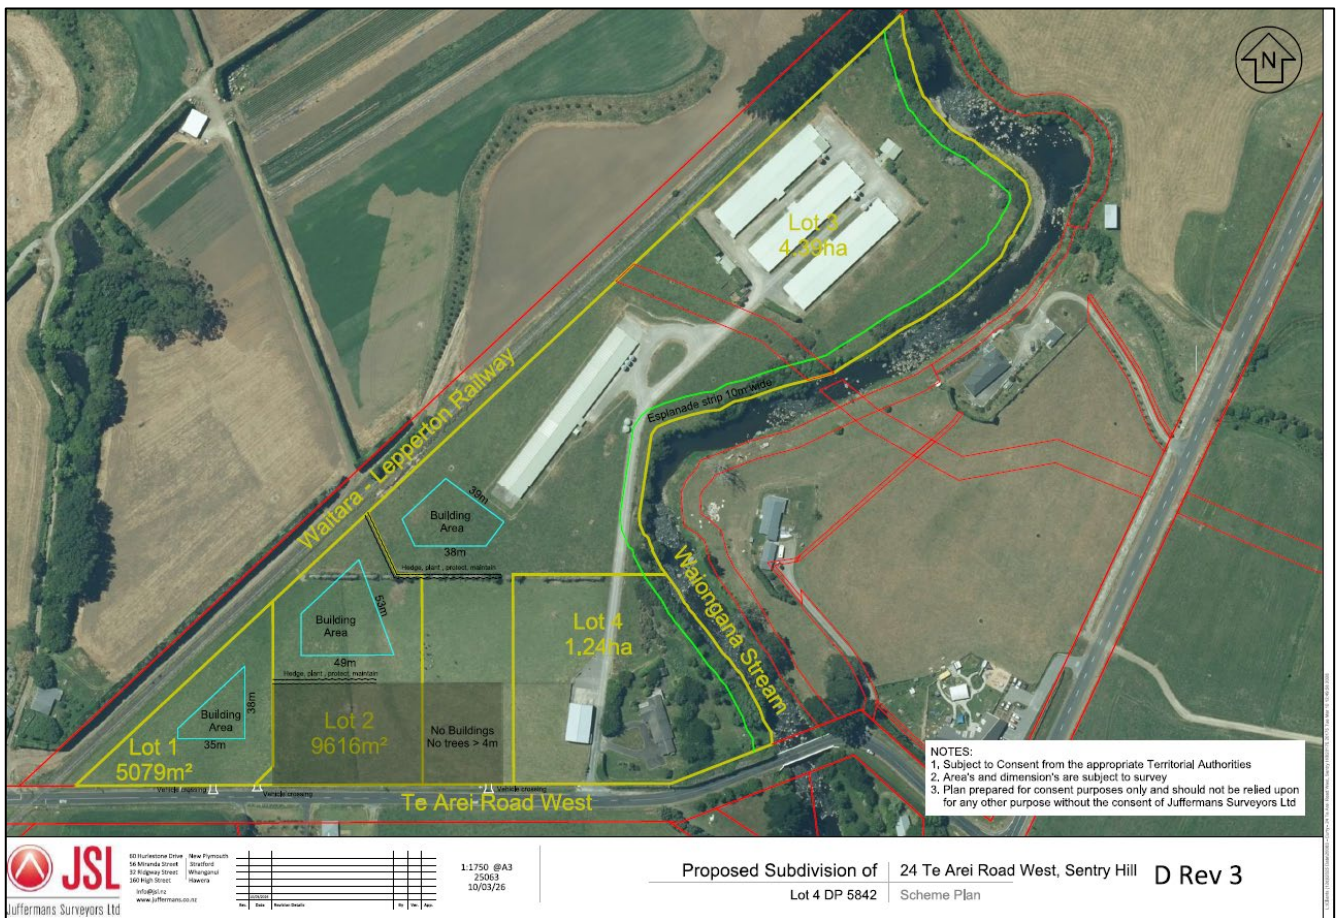 N
Lot 3
4.39ha
Waitara - Lepperton Railway
Esplanade strip 10m wide
39m
Building
Area
38m
Hedge, plant , protect, maintain
53m
Building
Area
49m
Hedge, plant , protect, maintain
Lot 4
1.24ha
Waiongana Stream
38m
Building
Area
35m
Lot 1
5079m²
Lot 2
9616m²
No Buildings
No trees > 4m
Vehicle crossing
Vehicle crossing
Vehicle crossing
Te Arei Road West
NOTES:
1, Subject to Consent from the appropriate Territorial Authorities
2, Area's and dimension's are subject to survey
3. Plan prepared for consent purposes only and should not be relied upon
for any other purpose without the consent of Juffermans Surveyors Ltd
JSL
Juffermans Surveyors Ltd
60 Hurlestone Drive New Plymouth
56 Miranda Street Stratford
32 Ridgway Street Whanganui
160 High Street Hawera
info@jsl.nz
www.juffermans.co.nz
Rev. Date Revision Details By Ver. App.
1:1750 @A3
25063
10/03/26
Proposed Subdivision of
Lot 4 DP 5842
24 Te Arei Road West, Sentry Hill
Scheme Plan
D Rev 3